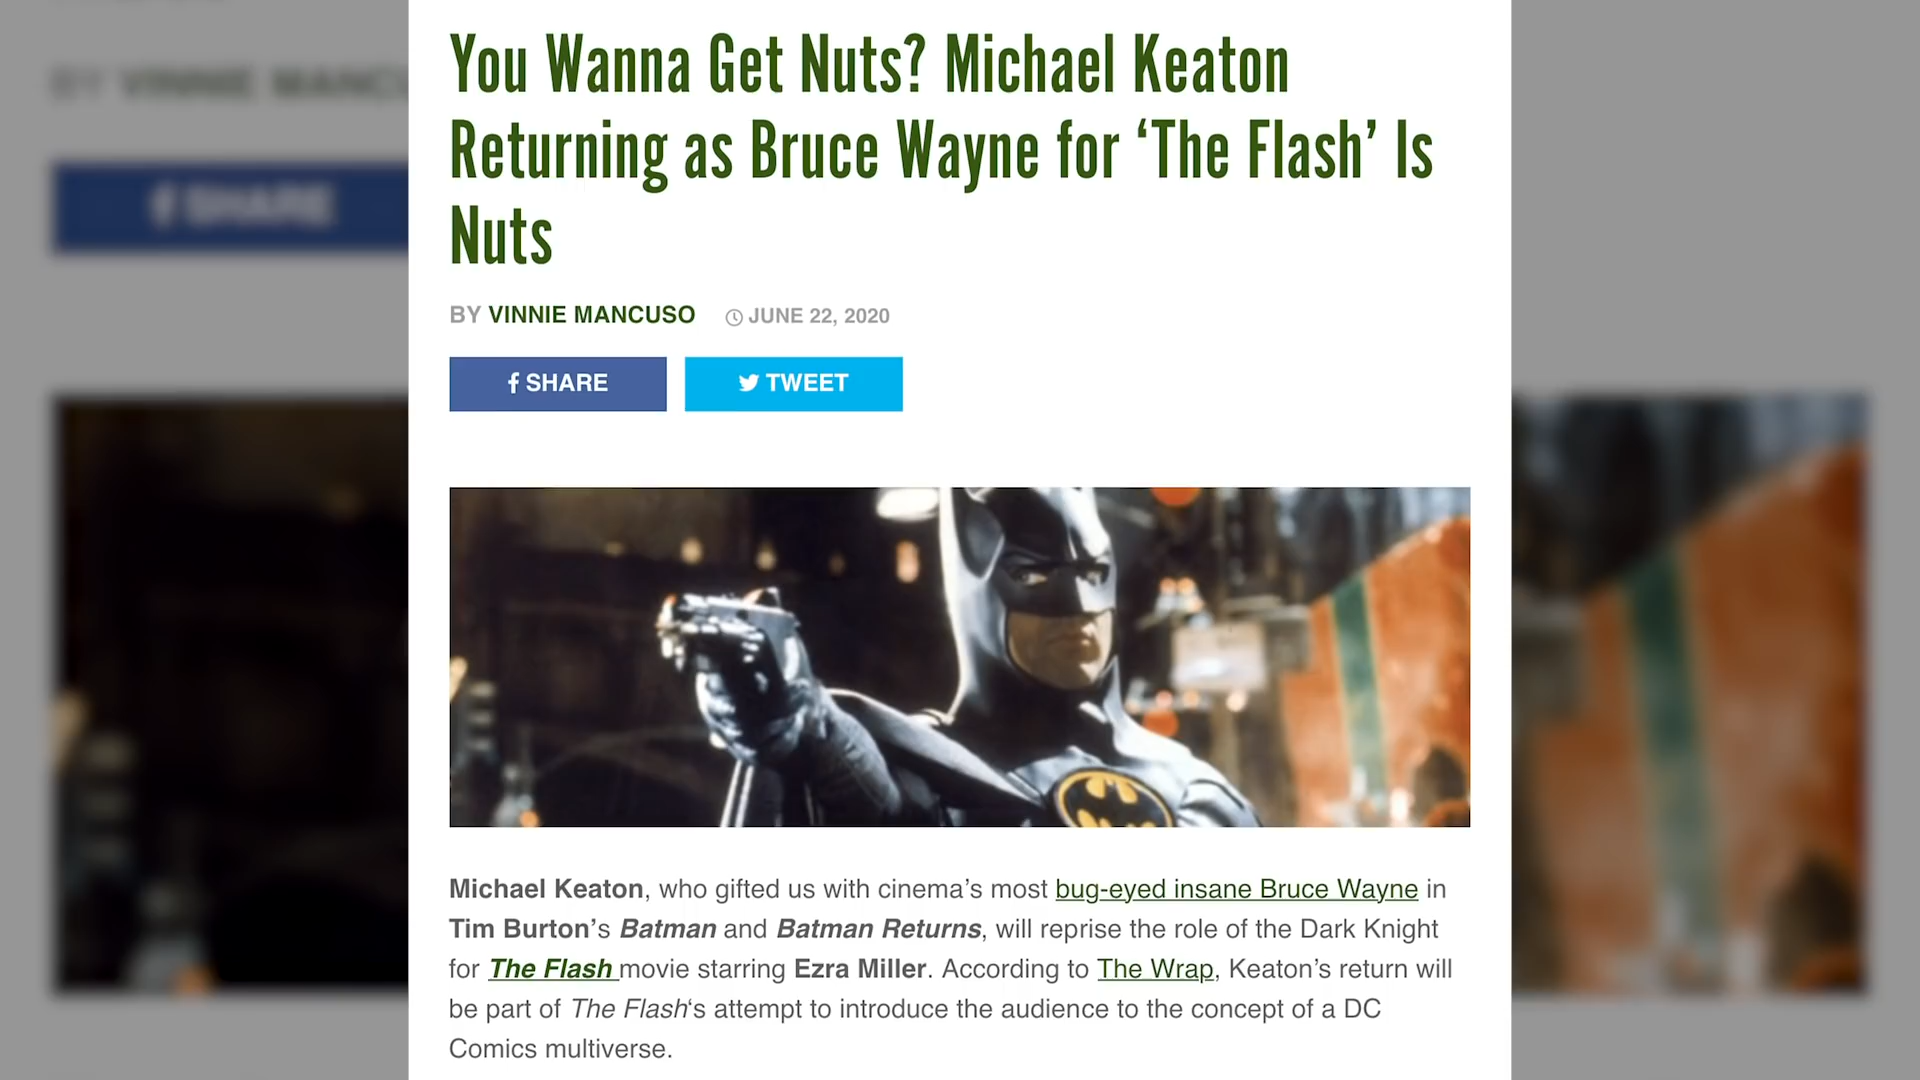 You Wanna Get Nuts? Michael Keaton
Returning as Bruce Wayne for ‘The Flash’ Is
Nuts
BY VINNIE MANCUSO JUNE 22, 2020
SHARE TWEET
Michael Keaton, who gifted us with cinema’s most bug-eyed insane Bruce Wayne in
Tim Burton’s Batman and Batman Returns, will reprise the role of the Dark Knight
for The Flash movie starring Ezra Miller. According to The Wrap, Keaton’s return will
be part of The Flash‘s attempt to introduce the audience to the concept of a DC
Comics multiverse.
BY VINNIE MANCU
SHARE